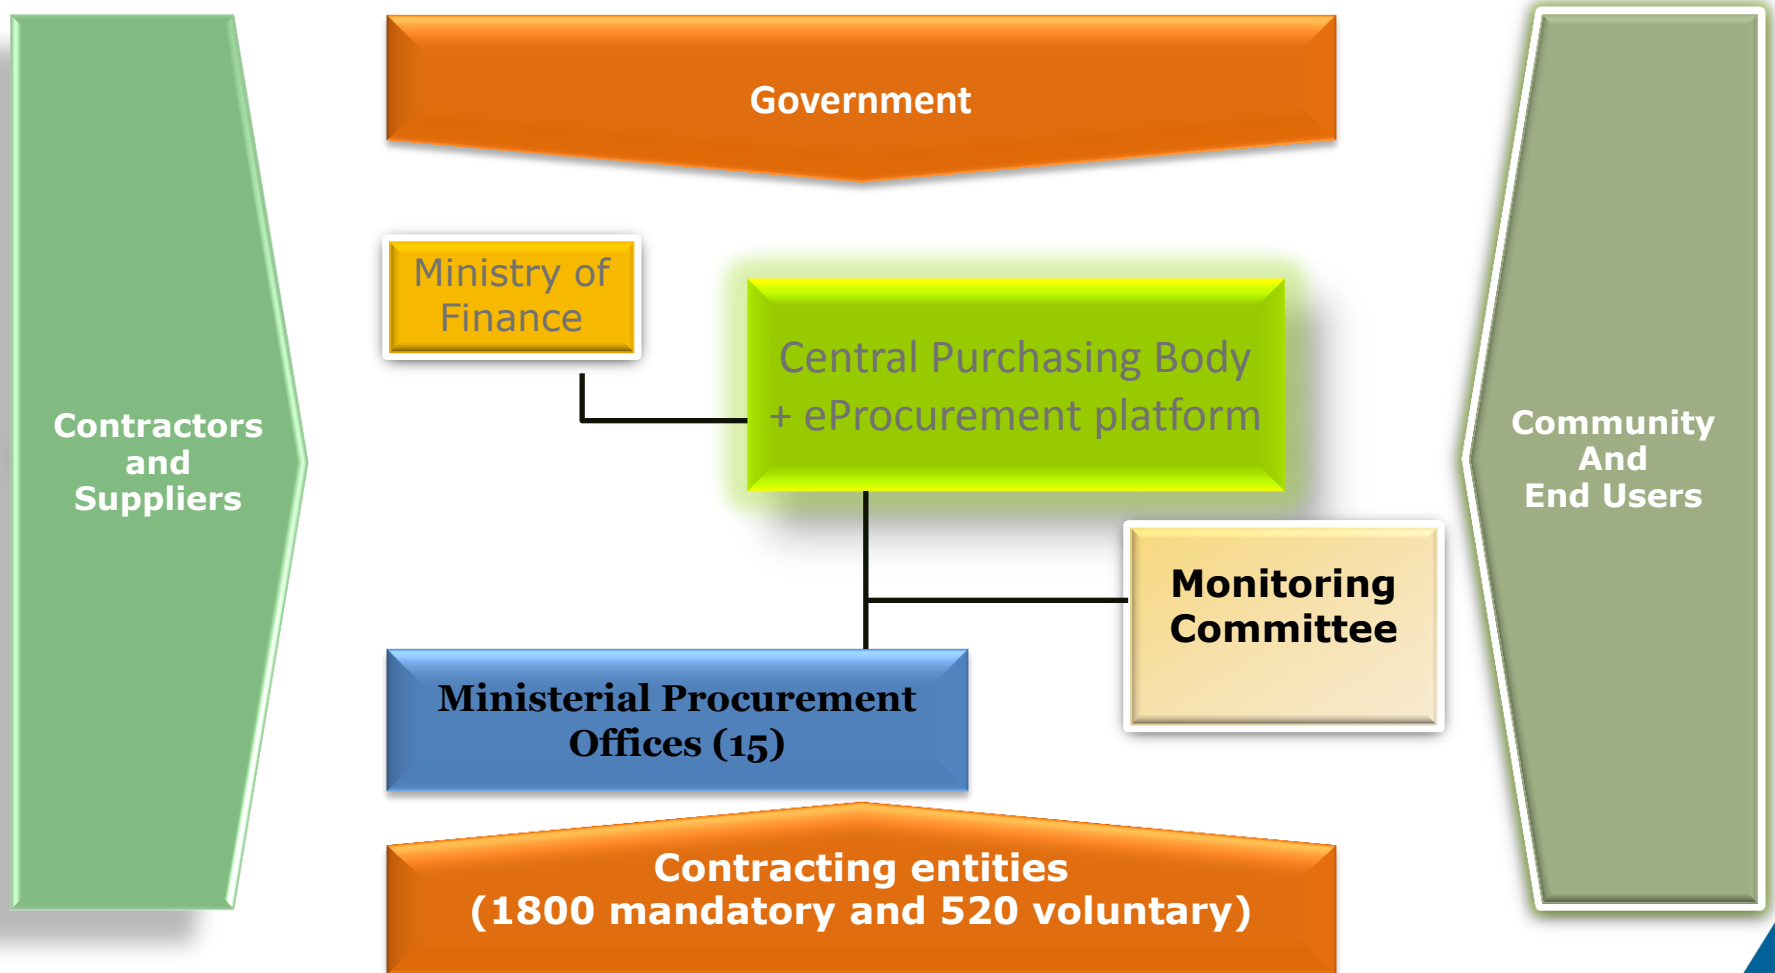 Government
Ministry of
Finance
Central Purchasing Body
+ eProcurement platform
Contractors
and
Suppliers
Community
And
End Users
Monitoring
Committee
Ministerial Procurement
Offices (15)
Contracting entities
(1800 mandatory and 520 voluntary)